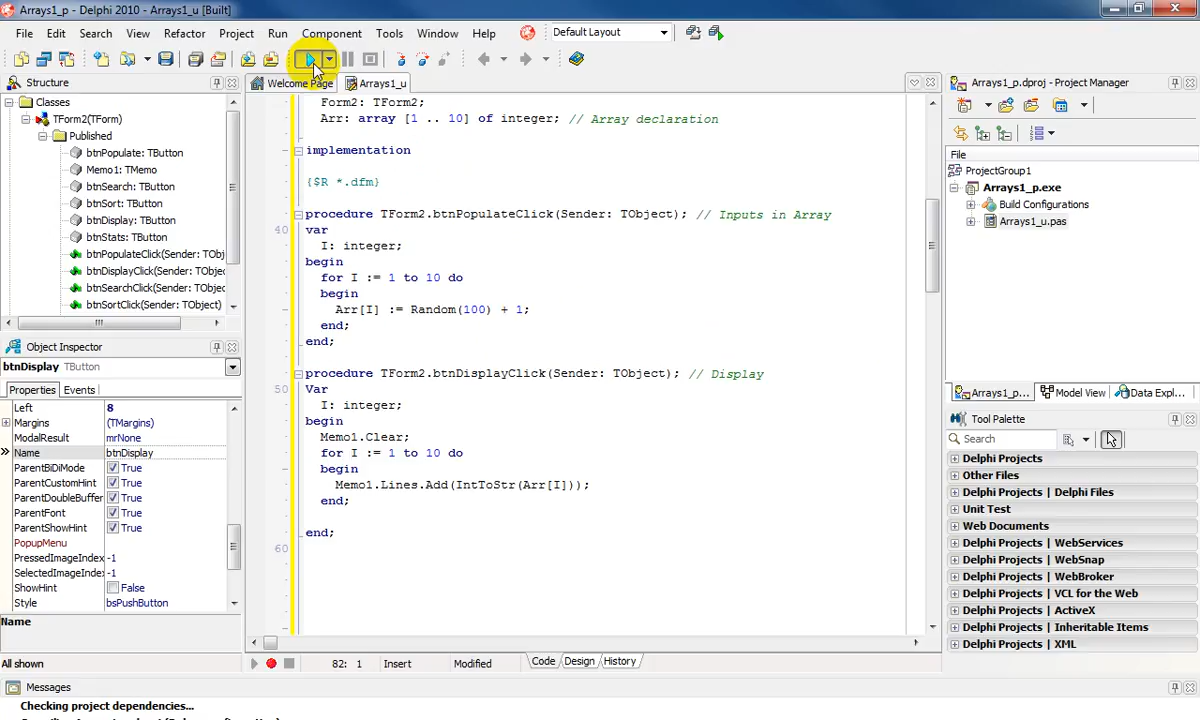 Arrays1_p - Delphi 2010 - Arrays1_u [Built]
File Edit Search View Refactor Project Run Component Tools Window Help Default Layout
Structure
Classes
TForm2(TForm)
Published
btnPopulate: TButton
Memo1: TMemo
btnSearch: TButton
btnSort: TButton
btnDisplay: TButton
btnStats: TButton
btnPopulateClick(Sender: TObj
btnDisplayClick(Sender: TObjec
btnSearchClick(Sender: TObjec
btnSortClick(Sender: TObject)
Object Inspector
btnDisplay TButton
Properties Events
Left 8
Margins (TMargins)
ModalResult mrNone
Name btnDisplay
ParentBiDiMode True
ParentCustomHint True
ParentDoubleBuffer True
ParentFont True
ParentShowHint True
PopupMenu
PressedImageIndex -1
SelectedImageIndex -1
ShowHint False
Style bsPushButton
Name
All shown
Welcome Page Arrays1_u
Form2: TForm2;
Arr: array [1 .. 10] of integer; // Array declaration
implementation
{$R *.dfm}
procedure TForm2.btnPopulateClick(Sender: TObject); // Inputs in Array
40 var
I: integer;
begin
for I := 1 to 10 do
begin
Arr[I] := Random(100) + 1;
end;
end;
procedure TForm2.btnDisplayClick(Sender: TObject); // Display
50 Var
I: integer;
begin
Memo1.Clear;
for I := 1 to 10 do
begin
Memo1.Lines.Add(IntToStr(Arr[I]));
end;
end;
60
82: 1 Insert Modified Code Design History
Arrays1_p.dproj - Project Manager
File
ProjectGroup1
Arrays1_p.exe
Build Configurations
Arrays1_u.pas
Arrays1_p... Model View Data Expl...
Tool Palette
Search
Delphi Projects
Other Files
Delphi Projects | Delphi Files
Unit Test
Web Documents
Delphi Projects | WebServices
Delphi Projects | WebSnap
Delphi Projects | WebBroker
VCL for the Web
Delphi Projects | ActiveX
Delphi Projects | Inheritable Items
Delphi Projects | XML
Messages
Checking project dependencies...